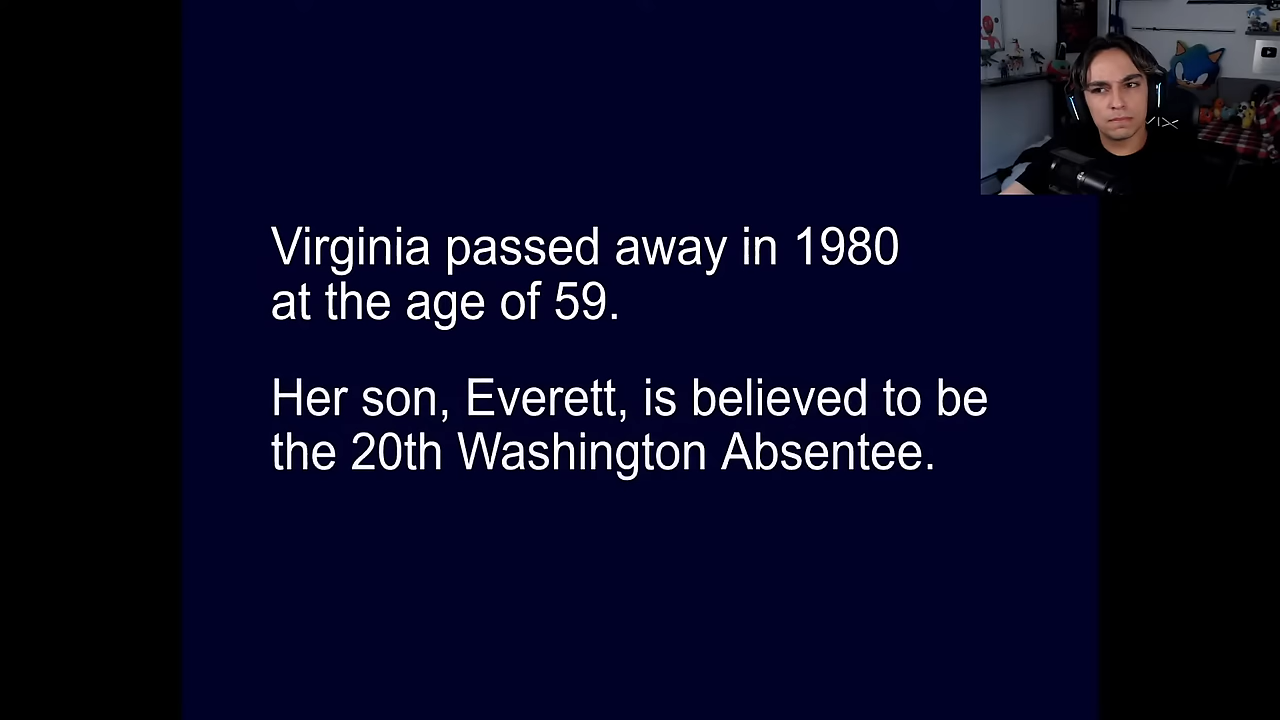 Virginia passed away in 1980
at the age of 59.
Her son, Everett, is believed to be
the 20th Washington Absentee.